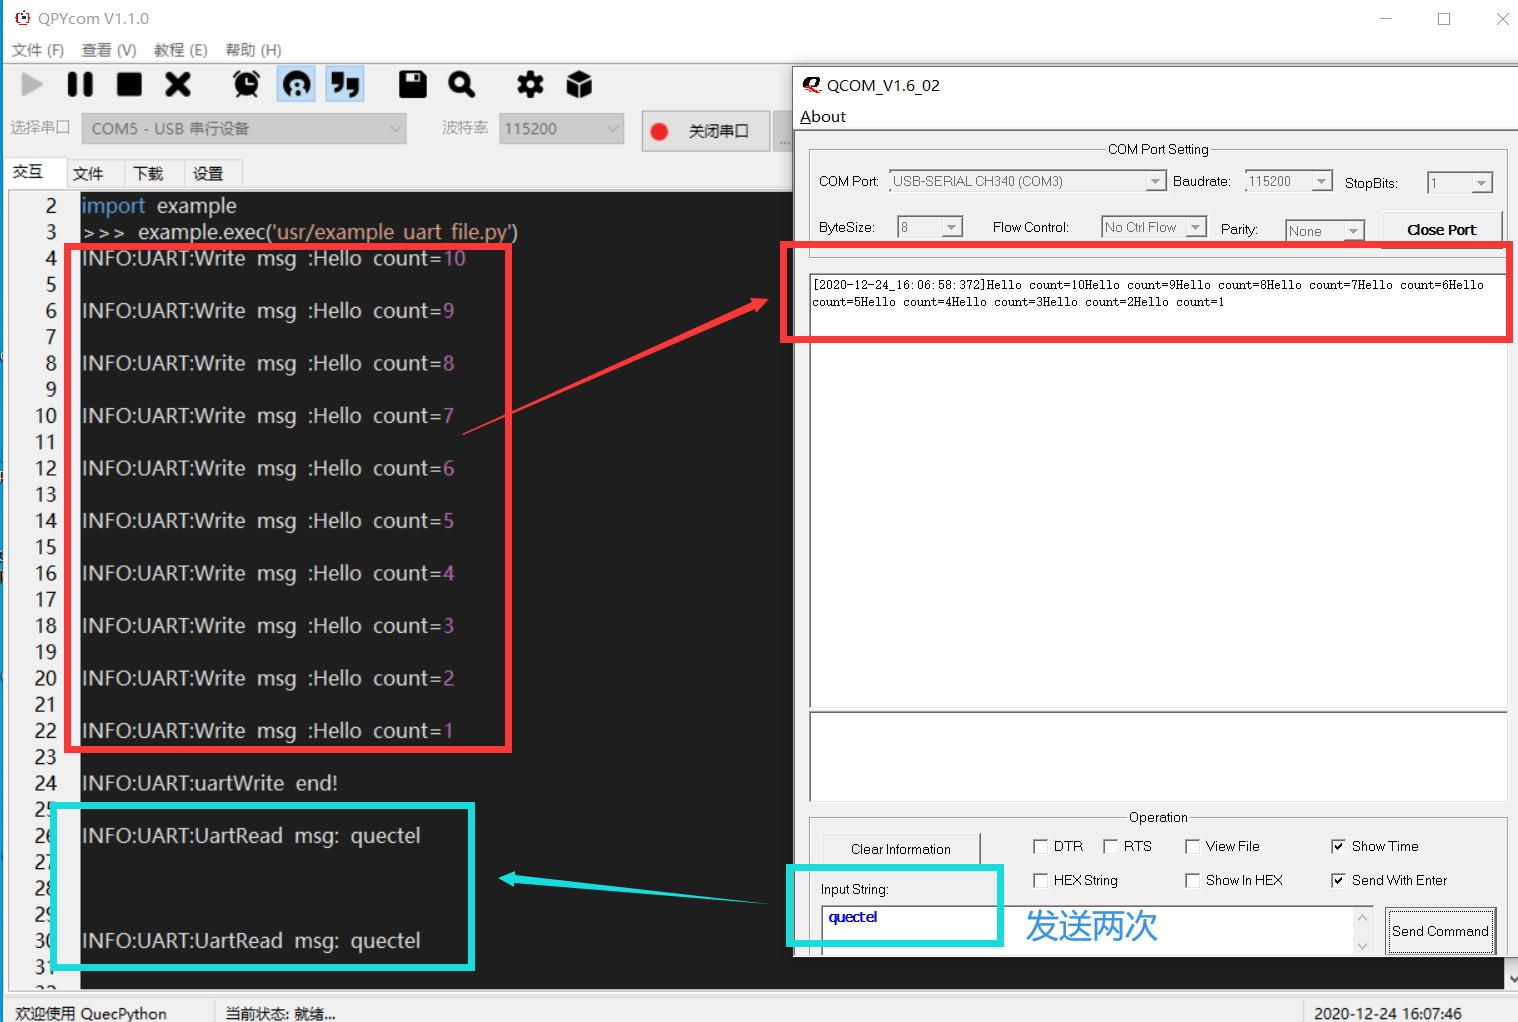 QPYcom V1.1.0
文件 (F) 查看 (V) 教程 (E) 帮助 (H)
选择串口 COM5 - USB 串行设备 波特率 115200 关闭串口 ...
交互 文件 下载 设置
2 import example
3 >>> example.exec('usr/example_uart_file.py')
4 INFO:UART:Write msg :Hello count=10
5
6 INFO:UART:Write msg :Hello count=9
7
8 INFO:UART:Write msg :Hello count=8
9
10 INFO:UART:Write msg :Hello count=7
11
12 INFO:UART:Write msg :Hello count=6
13
14 INFO:UART:Write msg :Hello count=5
15
16 INFO:UART:Write msg :Hello count=4
17
18 INFO:UART:Write msg :Hello count=3
19
20 INFO:UART:Write msg :Hello count=2
21
22 INFO:UART:Write msg :Hello count=1
23
24 INFO:UART:uartWrite end!
25
26 INFO:UART:UartRead msg: quectel
27
28
29
30 INFO:UART:UartRead msg: quectel
31
QCOM_V1.6_02
About
COM Port Setting
COM Port: USB-SERIAL CH340 (COM3) Baudrate: 115200 StopBits: 1
ByteSize: 8 Flow Control: No Ctrl Flow Parity: None Close Port
[2020-12-24_16:06:58:372]Hello count=10Hello count=9Hello count=8Hello count=7Hello count=6Hello
count=5Hello count=4Hello count=3Hello count=2Hello count=1
Operation
Clear Information DTR RTS View File Show Time
HEX String Show In HEX Send With Enter
Input String:
quectel 发送两次 Send Command
欢迎使用 QuecPython 当前状态: 就绪... 2020-12-24 16:07:46